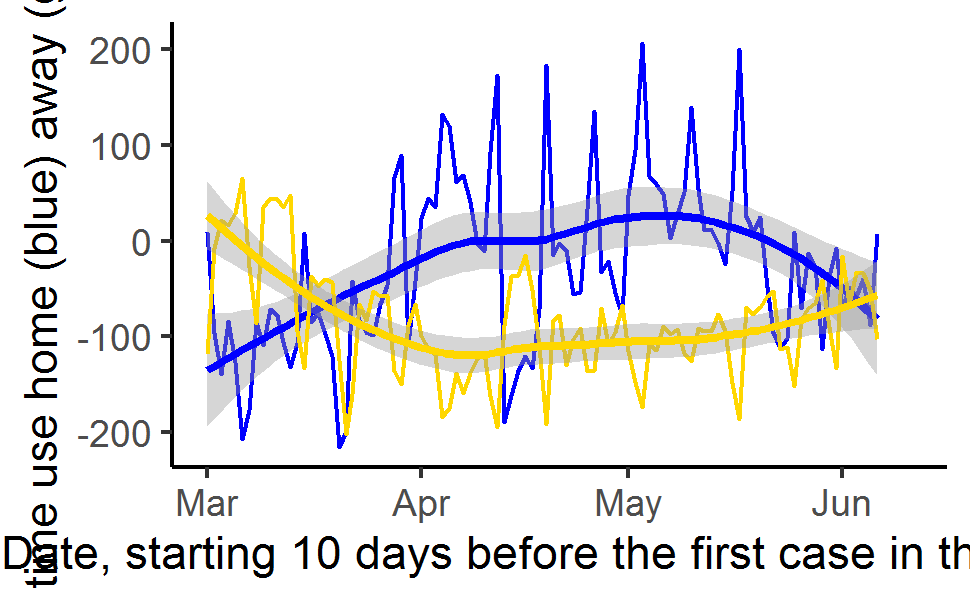 time use home (blue) away (g
200
100
0
-100
-200
Mar Apr May Jun
Date, starting 10 days before the first case in th